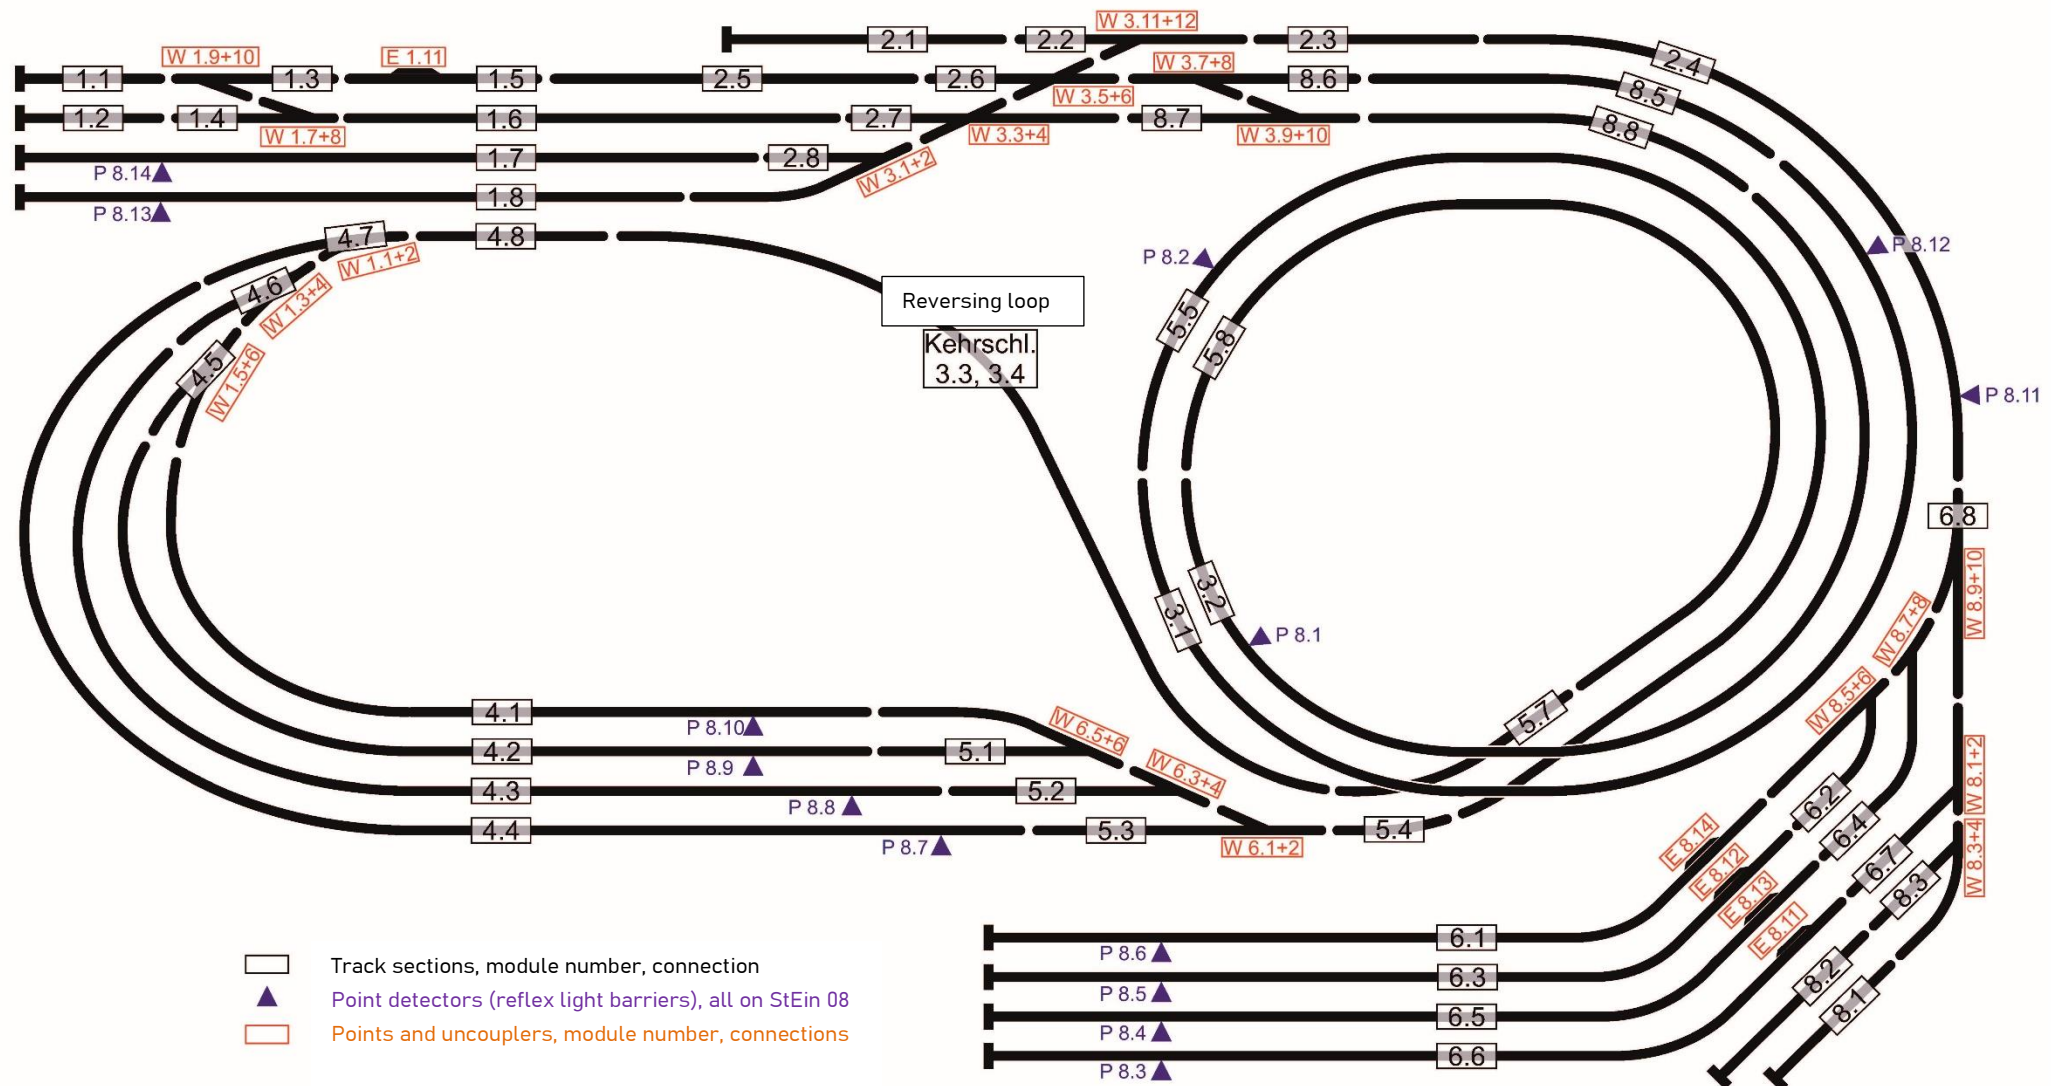 W 3.11+12
2.1
2.2
2.3
W 1.9+10
E 1.11
W 3.7+8
2.4
1.1
1.3
1.5
2.5
2.6
8.6
8.5
W 3.5+6
1.2
1.4
1.6
2.7
8.7
8.8
W 1.7+8
W 3.3+4
W 3.9+10
1.7
2.8
P 8.14
W 3.1+2
1.8
P 8.13
4.7
4.8
W 1.1+2
P 8.2
P 8.12
4.6
W 1.3+4
Reversing loop
5.5
5.8
Kehrschl.
3.3, 3.4
4.5
W 1.5+6
P 8.11
6.8
W 8.9+10
3.2
3.1
P 8.1
W 8.7+8
W 8.5+6
4.1
P 8.10
W 6.5+6
5.7
4.2
5.1
P 8.9
W 6.3+4
W 8.1+2
4.3
5.2
P 8.8
6.2
4.4
5.3
5.4
6.4
P 8.7
W 6.1+2
E 8.14
W 8.3+4
6.7
E 8.12
8.3
E 8.13
E 8.11
6.1
P 8.6
Track sections, module number, connection
6.3
8.2
P 8.5
Point detectors (reflex light barriers), all on StEin 08
8.1
6.5
P 8.4
Points and uncouplers, module number, connections
6.6
P 8.3